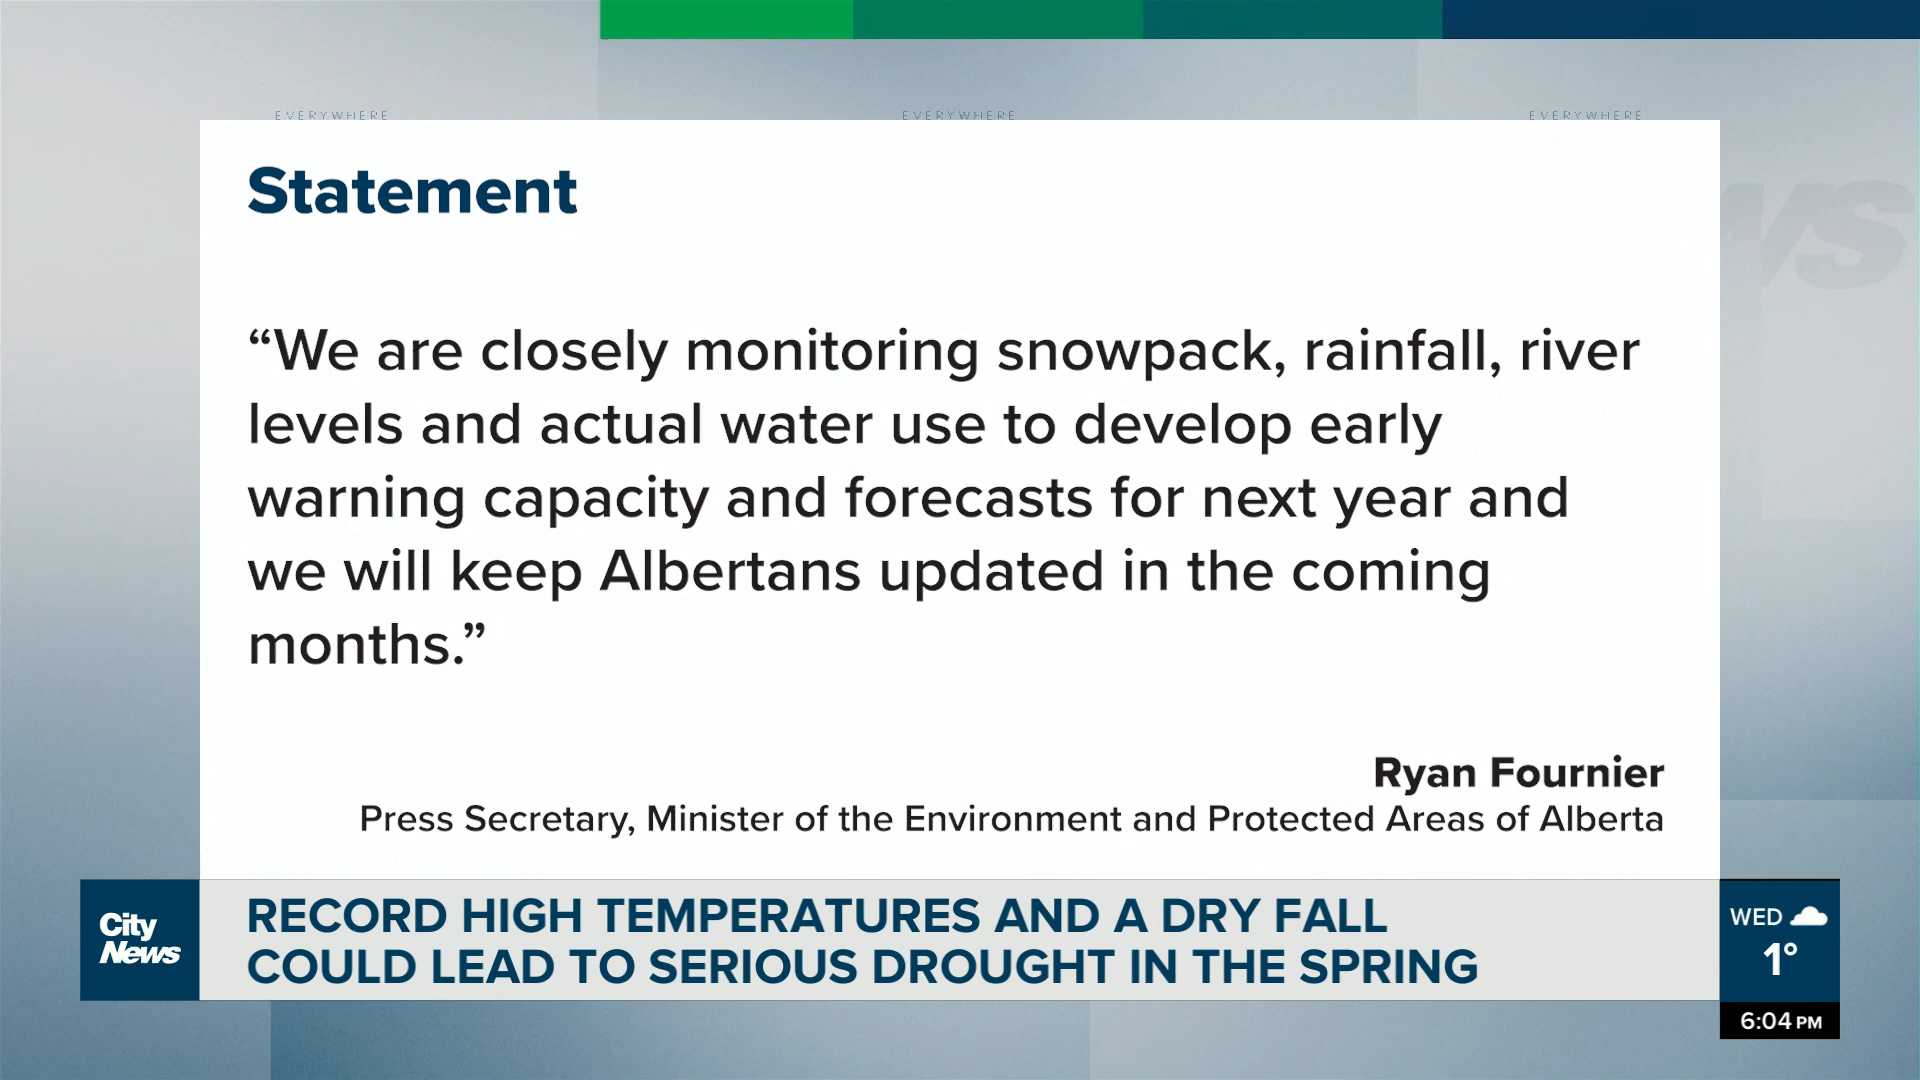 EVERYWHERE EVERYWHERE EVERYWHERE
Statement
“We are closely monitoring snowpack, rainfall, river
levels and actual water use to develop early
warning capacity and forecasts for next year and
we will keep Albertans updated in the coming
months.”
Ryan Fournier
Press Secretary, Minister of the Environment and Protected Areas of Alberta
City
News
RECORD HIGH TEMPERATURES AND A DRY FALL
COULD LEAD TO SERIOUS DROUGHT IN THE SPRING
WED
1°
6:04 PM